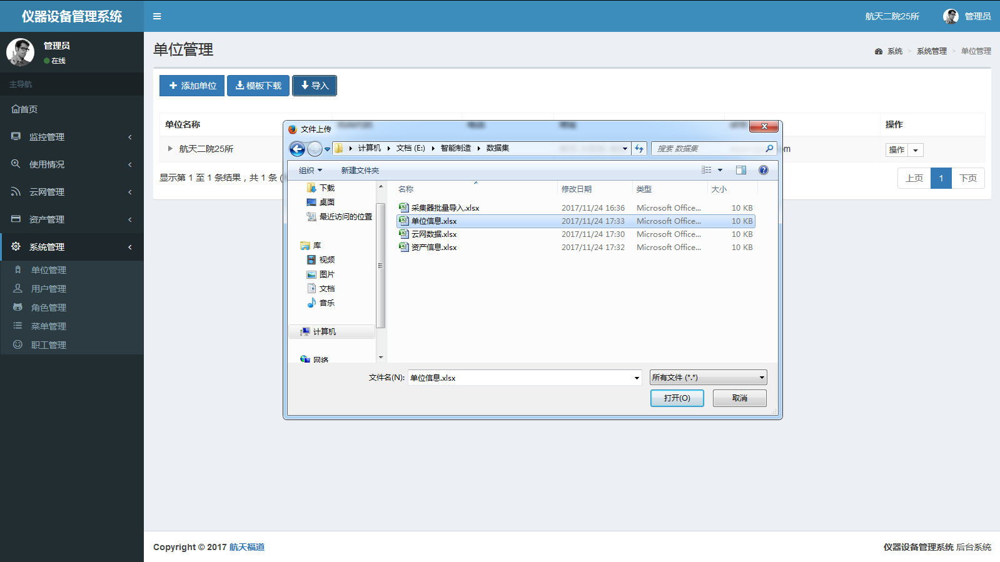 仪器设备管理系统
航天二院25所
管理员
管理员
在线
主导航
首页
监控管理
使用情况
云网管理
资产管理
系统管理
单位管理
用户管理
角色管理
菜单管理
职工管理
单位管理
系统 > 系统管理 > 单位管理
添加单位
模板下载
导入
单位名称
操作
航天二院25所
操作
显示第 1 至 1 条结果，共 1 条 (
上页 1 下页
文件上传
计算机 文档 (E:) 智能制造 数据集
搜索 数据集
组织 新建文件夹
下载
桌面
最近访问的位置
库
视频
图片
文档
音乐
计算机
网络
名称 修改日期 类型 大小
采集器批量导入.xlsx 2017/11/24 16:36 Microsoft Office... 10 KB
单位信息.xlsx 2017/11/24 17:33 Microsoft Office... 10 KB
云网数据.xlsx 2017/11/24 17:30 Microsoft Office... 10 KB
资产信息.xlsx 2017/11/24 17:32 Microsoft Office... 10 KB
文件名(N): 单位信息.xlsx
所有文件 (*.*)
打开(O) 取消
Copyright © 2017 航天福道
仪器设备管理系统 后台系统